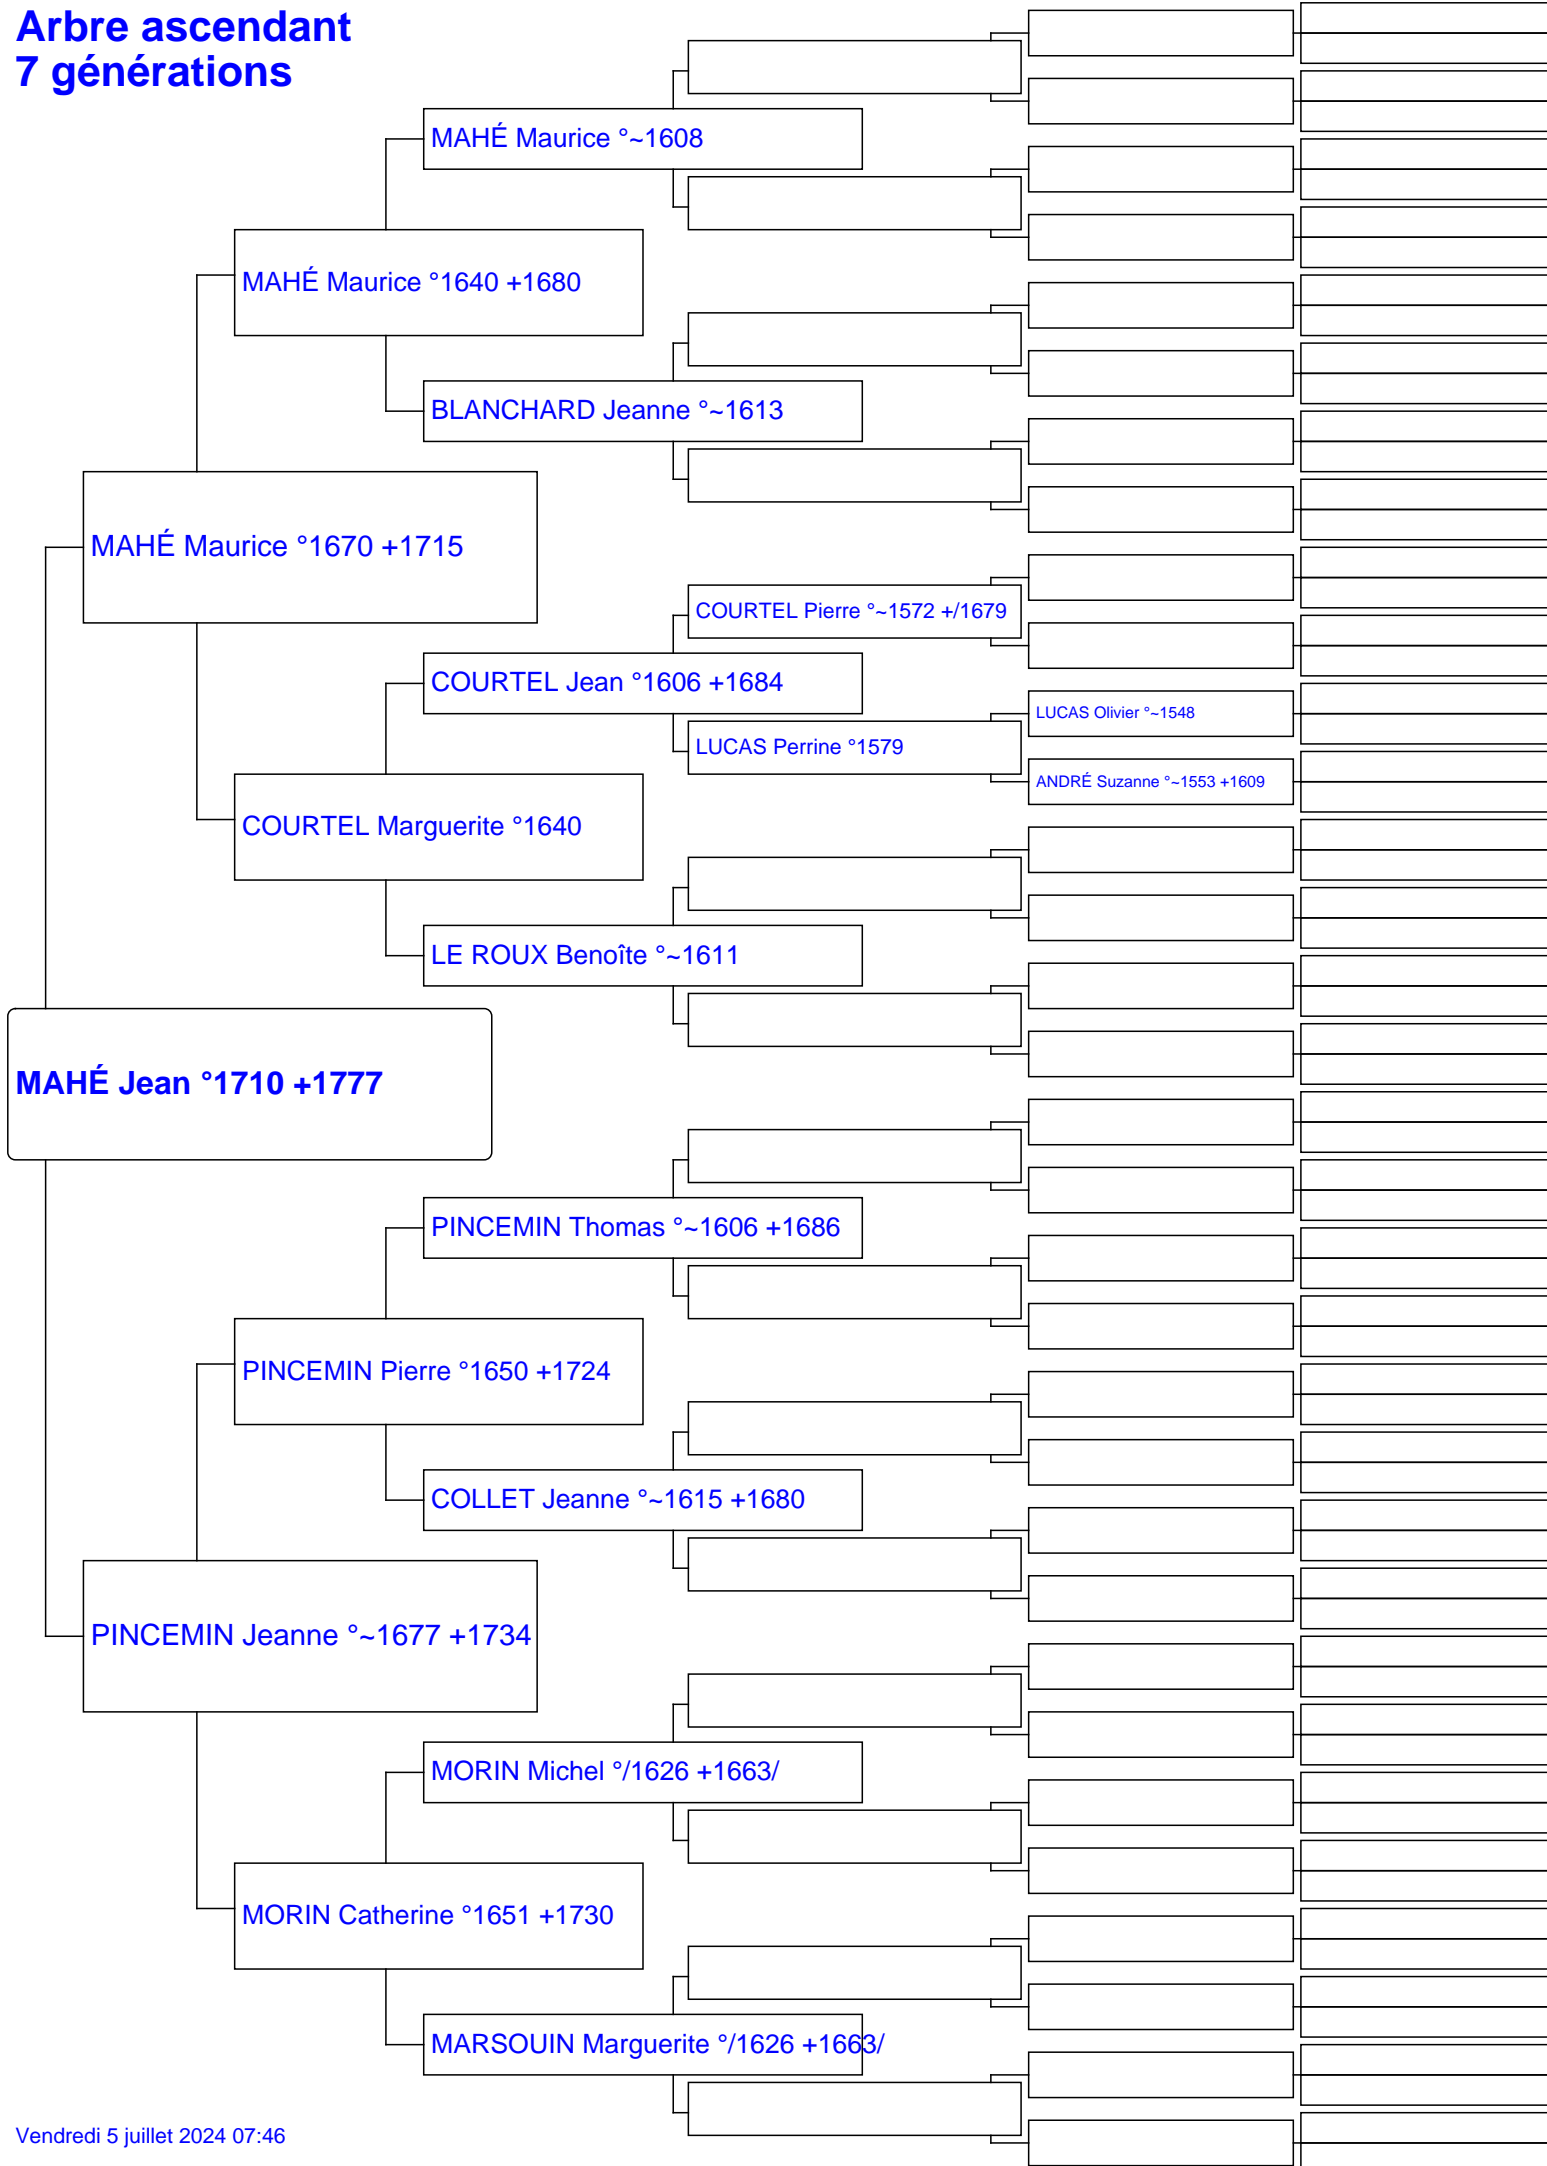 Arbre ascendant
7 générations
MAHÉ Maurice °~1608
MAHÉ Maurice °1640 +1680
BLANCHARD Jeanne °~1613
MAHÉ Maurice °1670 +1715
COURTEL Pierre °~1572 +/1679
COURTEL Jean °1606 +1684
LUCAS Olivier °~1548
LUCAS Perrine °1579
ANDRÉ Suzanne °~1553 +1609
COURTEL Marguerite °1640
LE ROUX Benoîte °~1611
MAHÉ Jean °1710 +1777
PINCEMIN Thomas °~1606 +1686
PINCEMIN Pierre °1650 +1724
COLLET Jeanne °~1615 +1680
PINCEMIN Jeanne °~1677 +1734
MORIN Michel °/1626 +1663/
MORIN Catherine °1651 +1730
MARSOUIN Marguerite °/1626 +1663/
Vendredi 5 juillet 2024 07:46